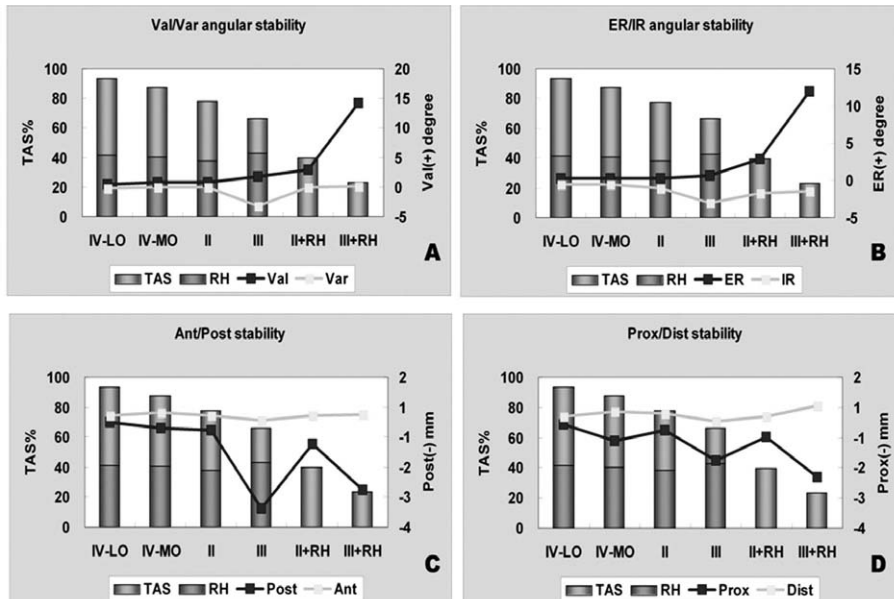 Val/Var angular stability
100 80 60 40 20 0
TAS%
20 15 10 5 0 -5
Val(+) degree
IV-LO IV-MO II III II+RH III+RH
TAS RH Val Var
A
ER/IR angular stability
100 80 60 40 20 0
TAS%
15 10 5 0 -5
ER(+) degree
IV-LO IV-MO II III II+RH III+RH
TAS RH ER IR
B
Ant/Post stability
100 80 60 40 20 0
TAS%
2 1 -1 -2 -3 -4
Post(-) mm
IV-LO IV-MO II III II+RH III+RH
TAS RH Post Ant
C
Prox/Dist stability
100 80 60 40 20 0
TAS%
2 1 -1 -2 -3 -4
Prox(-) mm
IV-LO IV-MO II III II+RH III+RH
TAS RH Prox Dist
D